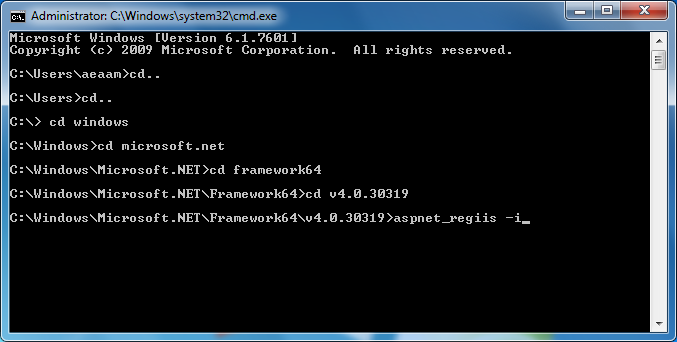 Administrator: C:\Windows\system32\cmd.exe
Microsoft Windows [Version 6.1.7601]
Copyright (c) 2009 Microsoft Corporation.  All rights reserved.
C:\Users\aeaam>cd..
C:\Users>cd..
C:\> cd windows
C:\Windows>cd microsoft.net
C:\Windows\Microsoft.NET>cd framework64
C:\Windows\Microsoft.NET\Framework64>cd v4.0.30319
C:\Windows\Microsoft.NET\Framework64\v4.0.30319>aspnet_regiis -i_